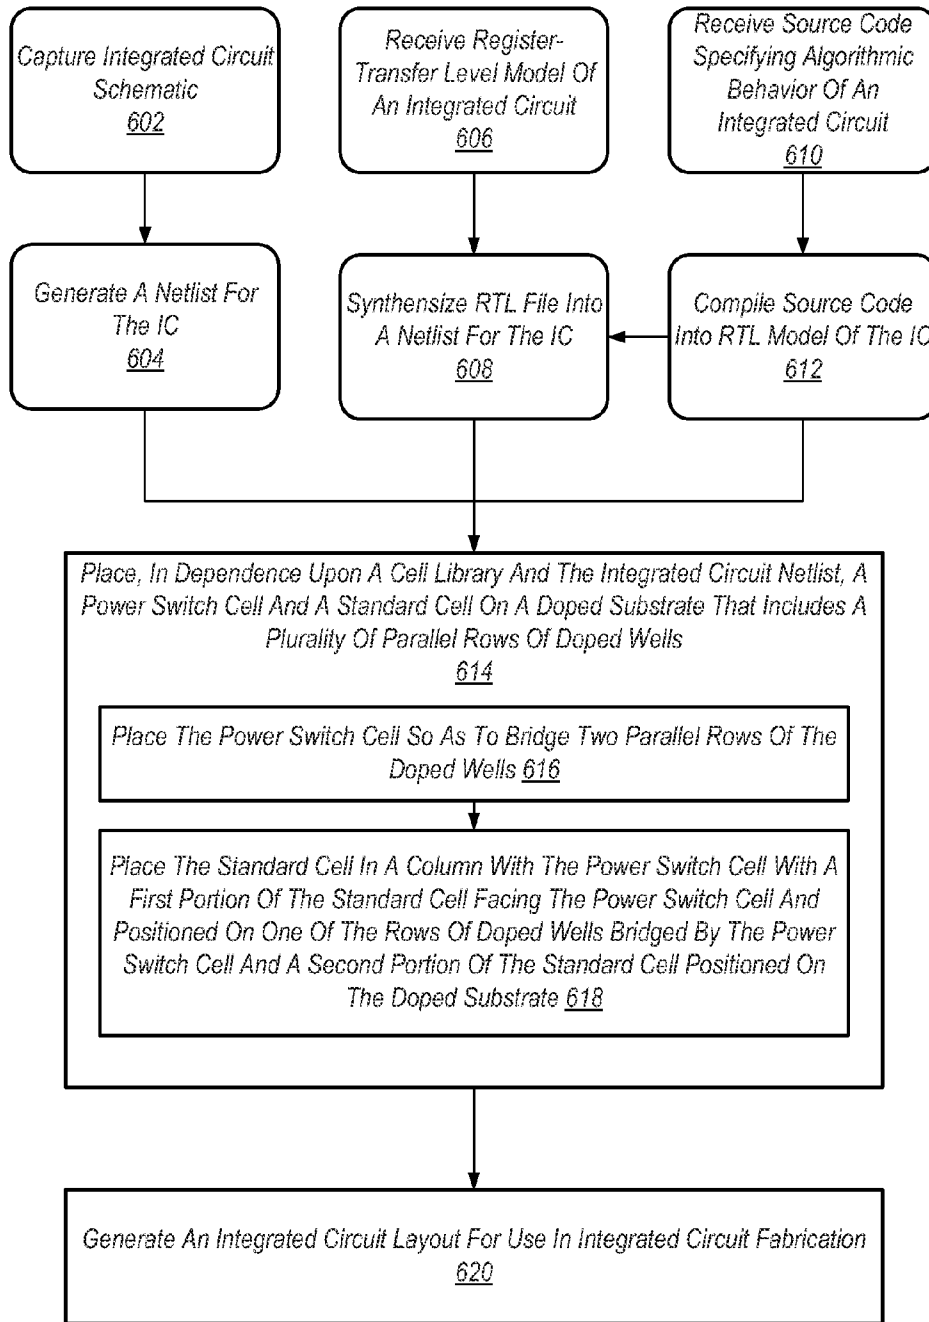 Capture Integrated Circuit
Schematic
602
Receive Register-
Transfer Level Model Of
An Integrated Circuit
606
Receive Source Code
Specifying Algorithmic
Behavior Of An
Integrated Circuit
610
Generate A Netlist For
The IC
604
Synthensize RTL File Into
A Netlist For The IC
608
Compile Source Code
Into RTL Model Of The IC
612
Place, In Dependence Upon A Cell Library And The Integrated Circuit Netlist, A
Power Switch Cell And A Standard Cell On A Doped Substrate That Includes A
Plurality Of Parallel Rows Of Doped Wells
614
Place The Power Switch Cell So As To Bridge Two Parallel Rows Of The
Doped Wells 616
Place The Standard Cell In A Column With The Power Switch Cell With A
First Portion Of The Standard Cell Facing The Power Switch Cell And
Positioned On One Of The Rows Of Doped Wells Bridged By The Power
Switch Cell And A Second Portion Of The Standard Cell Positioned On
The Doped Substrate 618
Generate An Integrated Circuit Layout For Use In Integrated Circuit Fabrication
620